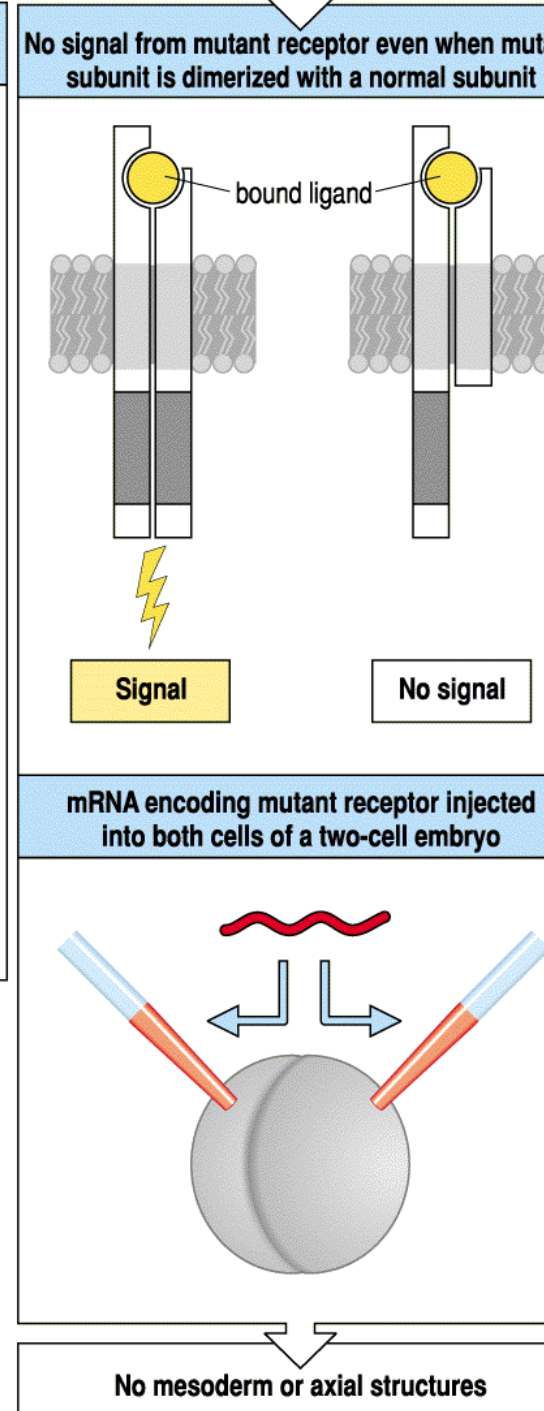 No signal from mutant receptor even when
subunit is dimerized with a normal subunit
bound ligand
Signal
No signal
mRNA encoding mutant receptor injected
into both cells of a two-cell embryo
No mesoderm or axial structures